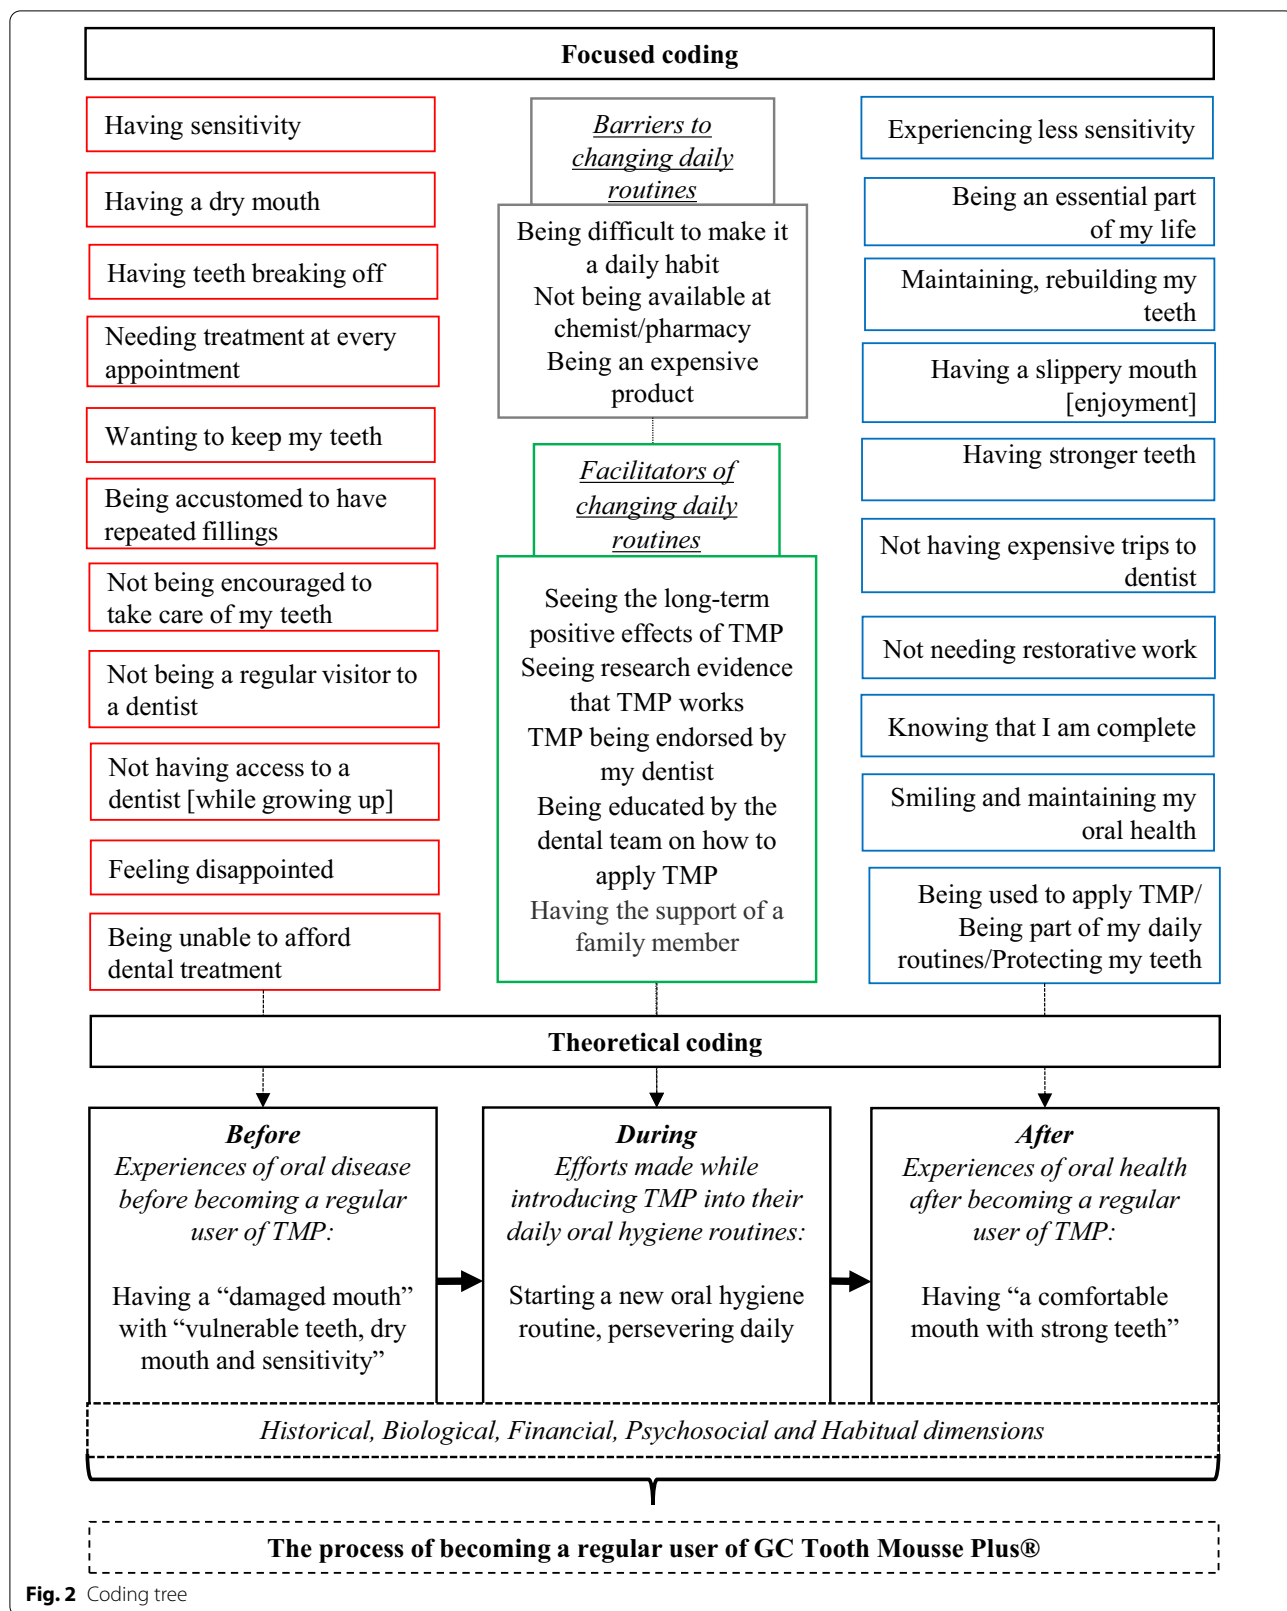 Focused coding
Having sensitivity
Having a dry mouth
Having teeth breaking off
Needing treatment at every
appointment
Wanting to keep my teeth
Being accustomed to have
repeated fillings
Not being encouraged to
take care of my teeth
Not being a regular visitor to
a dentist
Not having access to a
dentist [while growing up]
Feeling disappointed
Being unable to afford
dental treatment
Barriers to
changing daily
routines
Being difficult to make it
a daily habit
Not being available at
chemist/pharmacy
Being an expensive
product
Facilitators of
changing daily
routines
Seeing the long-term
positive effects of TMP
Seeing research evidence
that TMP works
TMP being endorsed by
my dentist
Being educated by the
dental team on how to
apply TMP
Having the support of a
family member
Experiencing less sensitivity
Being an essential part
of my life
Maintaining, rebuilding my
teeth
Having a slippery mouth
[enjoyment]
Having stronger teeth
Not having expensive trips to
dentist
Not needing restorative work
Knowing that I am complete
Smiling and maintaining my
oral health
Being used to apply TMP/
Being part of my daily
routines/Protecting my teeth
Theoretical coding
Before
Experiences of oral disease
before becoming a regular
user of TMP:
Having a “damaged mouth”
with “vulnerable teeth, dry
mouth and sensitivity”
During
Efforts made while
introducing TMP into their
daily oral hygiene routines:
Starting a new oral hygiene
routine, persevering daily
After
Experiences of oral health
after becoming a regular
user of TMP:
Having “a comfortable
mouth with strong teeth”
Historical, Biological, Financial, Psychosocial and Habitual dimensions
The process of becoming a regular user of GC Tooth Mousse Plus®
Fig. 2 Coding tree